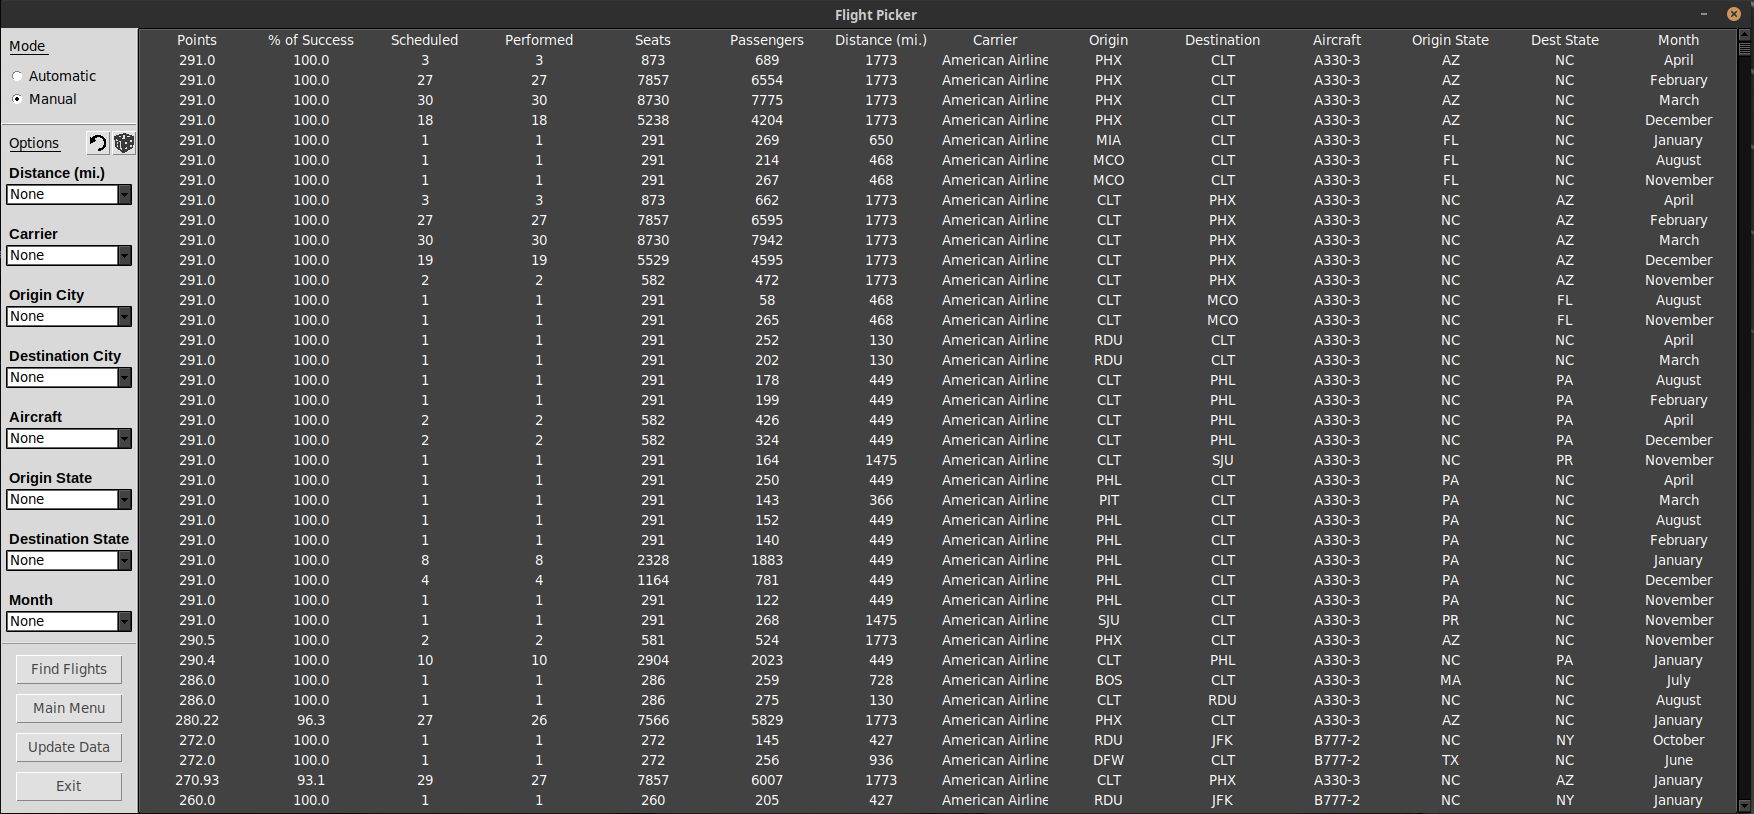 Flight Picker
Mode
Automatic
Manual
Options
Distance (mi.)
None
Carrier
None
Origin City
None
Destination City
None
Aircraft
None
Origin State
None
Destination State
None
Month
None
Find Flights
Main Menu
Update Data
Exit
Points % of Success Scheduled Performed Seats Passengers Distance (mi.) Carrier Origin Destination Aircraft Origin State Dest State Month
291.0 100.0 3 3 873 689 1773 American Airline PHX CLT A330-3 AZ NC April
291.0 100.0 27 27 7857 6554 1773 American Airline PHX CLT A330-3 AZ NC February
291.0 100.0 30 30 8730 7775 1773 American Airline PHX CLT A330-3 AZ NC March
291.0 100.0 18 18 5238 4204 1773 American Airline PHX CLT A330-3 AZ NC December
291.0 100.0 1 1 291 269 650 American Airline MIA CLT A330-3 FL NC January
291.0 100.0 1 1 291 214 468 American Airline MCO CLT A330-3 FL NC August
291.0 100.0 1 1 291 267 468 American Airline MCO CLT A330-3 FL NC November
291.0 100.0 3 3 873 662 1773 American Airline CLT PHX A330-3 NC AZ April
291.0 100.0 27 27 7857 6595 1773 American Airline CLT PHX A330-3 NC AZ February
291.0 100.0 30 30 8730 7942 1773 American Airline CLT PHX A330-3 NC AZ March
291.0 100.0 19 19 5529 4595 1773 American Airline CLT PHX A330-3 NC AZ December
291.0 100.0 2 2 582 472 1773 American Airline CLT PHX A330-3 NC AZ November
291.0 100.0 1 1 291 58 468 American Airline CLT MCO A330-3 NC FL August
291.0 100.0 1 1 291 265 468 American Airline CLT MCO A330-3 NC FL November
291.0 100.0 1 1 291 252 130 American Airline RDU CLT A330-3 NC NC April
291.0 100.0 1 1 291 202 130 American Airline RDU CLT A330-3 NC NC March
291.0 100.0 1 1 291 178 449 American Airline CLT PHL A330-3 NC PA August
291.0 100.0 1 1 291 199 449 American Airline CLT PHL A330-3 NC PA February
291.0 100.0 2 2 582 426 449 American Airline CLT PHL A330-3 NC PA April
291.0 100.0 2 2 582 324 449 American Airline CLT PHL A330-3 NC PA December
291.0 100.0 1 1 291 164 1475 American Airline CLT SJU A330-3 NC PR November
291.0 100.0 1 1 291 250 449 American Airline PHL CLT A330-3 PA NC April
291.0 100.0 1 1 291 143 366 American Airline PIT CLT A330-3 PA NC March
291.0 100.0 1 1 291 152 449 American Airline PHL CLT A330-3 PA NC August
291.0 100.0 1 1 291 140 449 American Airline PHL CLT A330-3 PA NC February
291.0 100.0 8 8 2328 1883 449 American Airline PHL CLT A330-3 PA NC January
291.0 100.0 4 4 1164 781 449 American Airline PHL CLT A330-3 PA NC December
291.0 100.0 1 1 291 122 449 American Airline PHL CLT A330-3 PA NC November
291.0 100.0 1 1 291 268 1475 American Airline SJU CLT A330-3 PR NC November
290.5 100.0 2 2 581 524 1773 American Airline PHX CLT A330-3 AZ NC November
290.4 100.0 10 10 2904 2023 449 American Airline CLT PHL A330-3 NC PA January
286.0 100.0 1 1 286 259 728 American Airline BOS CLT A330-3 MA NC July
286.0 100.0 1 1 286 275 130 American Airline CLT RDU A330-3 NC NC August
280.22 96.3 27 26 7566 5829 1773 American Airline PHX CLT A330-3 AZ NC January
272.0 100.0 1 1 272 145 427 American Airline RDU JFK B777-2 NC NY October
272.0 100.0 1 1 272 256 936 American Airline DFW CLT B777-2 TX NC June
270.93 93.1 29 27 7857 6007 1773 American Airline CLT PHX A330-3 NC AZ January
260.0 100.0 1 1 260 205 427 American Airline RDU JFK B777-2 NC NY January